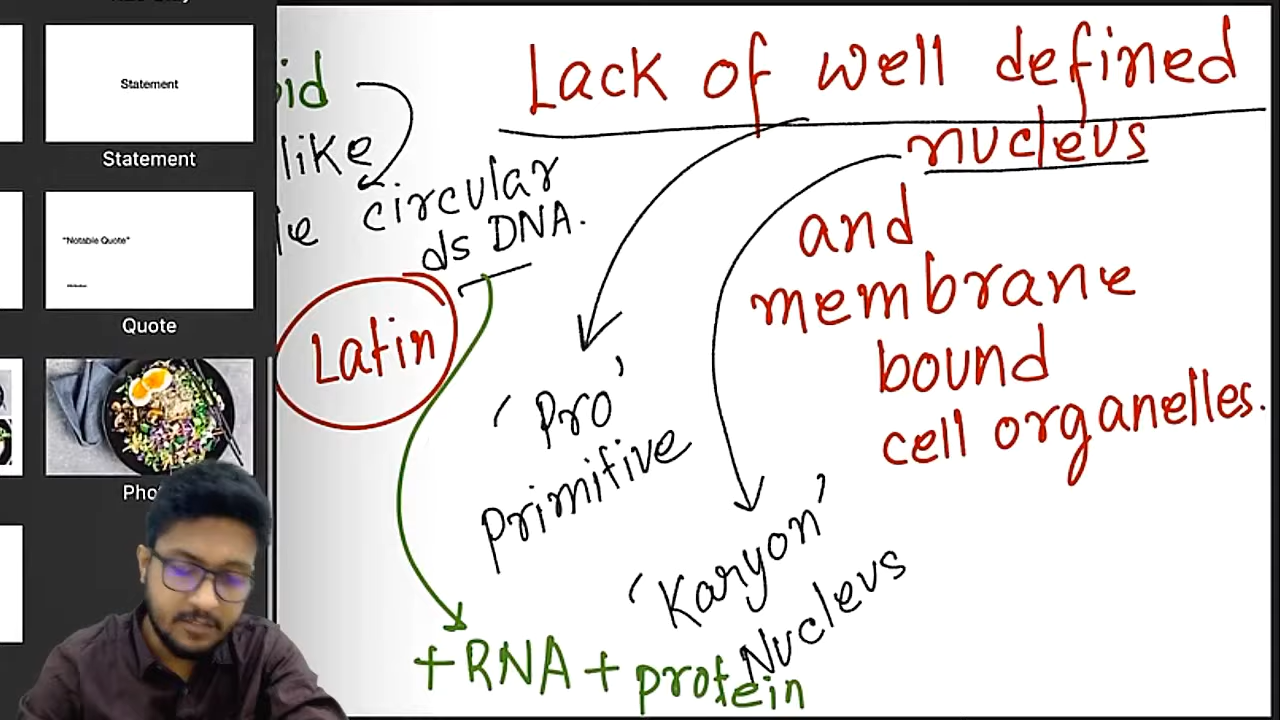 Statement
Statement
"Notable Quote"
Quote
Pho
Lack of well defined
nucleus
and
membrane
bound
cell organelles.
oid
like
circular
ds DNA.
Latin
'Pro'
Primitive
'Karyon'
Nucleus
+RNA + protein